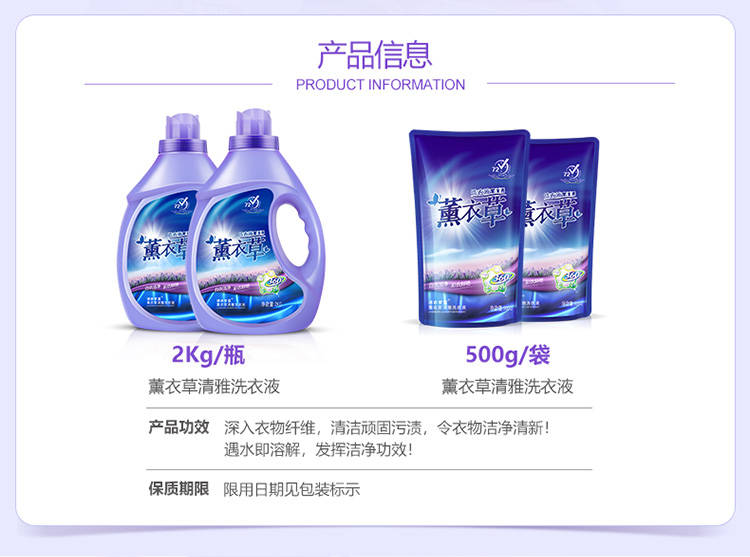 产品信息
PRODUCT INFORMATION
薰衣草
薰衣草
薰衣草
薰衣草
360
360
2Kg/瓶
500g/袋
薰衣草清雅洗衣液
薰衣草清雅洗衣液
产品功效 深入衣物纤维，清洁顽固污渍，令衣物洁净清新！
遇水即溶解，发挥洁净功效！
保质期限 限用日期见包装标示